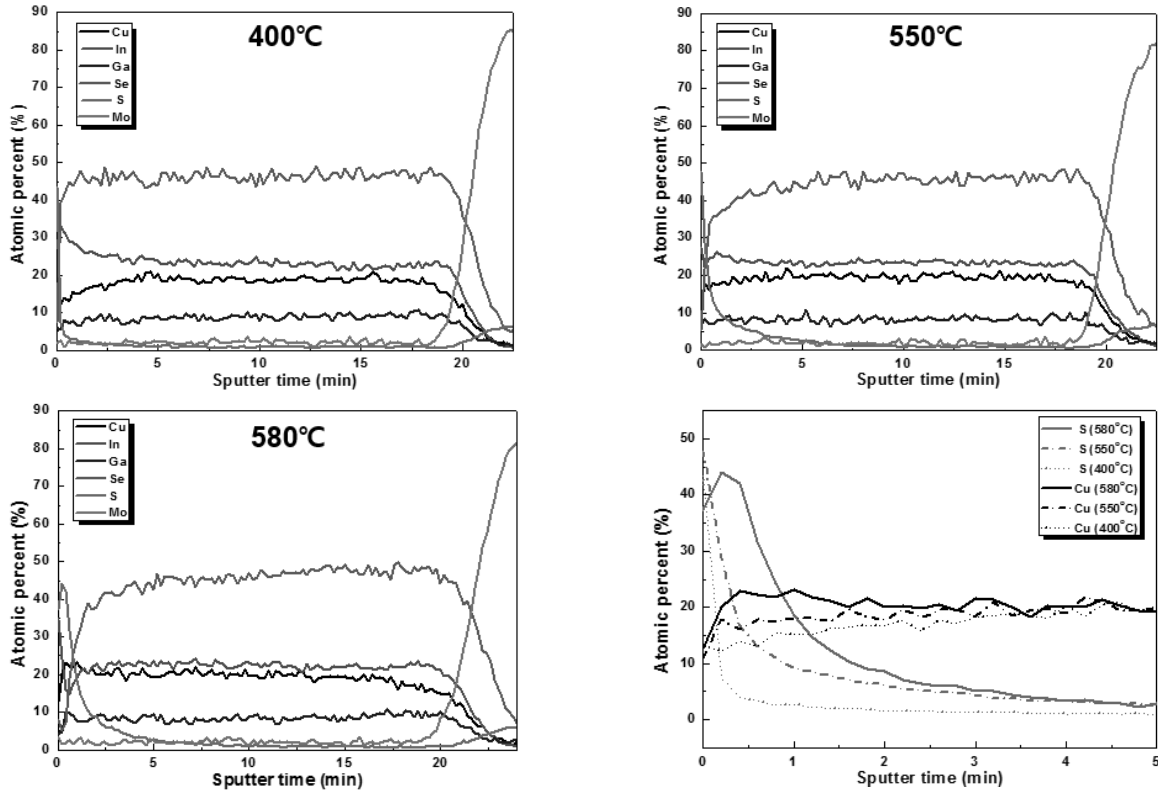 400℃
Cu
In
Ga
Se
S
Mo
Atomic percent (%)
90
80
70
60
50
40
30
20
10
0
0
5
10
15
20
Sputter time (min)
550℃
Cu
In
Ga
Se
S
Mo
Atomic percent (%)
90
80
70
60
50
40
30
20
10
0
0
5
10
15
20
Sputter time (min)
580℃
Cu
In
Ga
Se
S
Mo
Atomic percent (%)
90
80
70
60
50
40
30
20
10
0
0
5
10
15
20
Sputter time (min)
S (580°C)
S (550°C)
S (400°C)
Cu (580°C)
Cu (550°C)
Cu (400°C)
Atomic percent (%)
50
40
30
20
10
0
0
1
2
3
4
5
Sputter time (min)